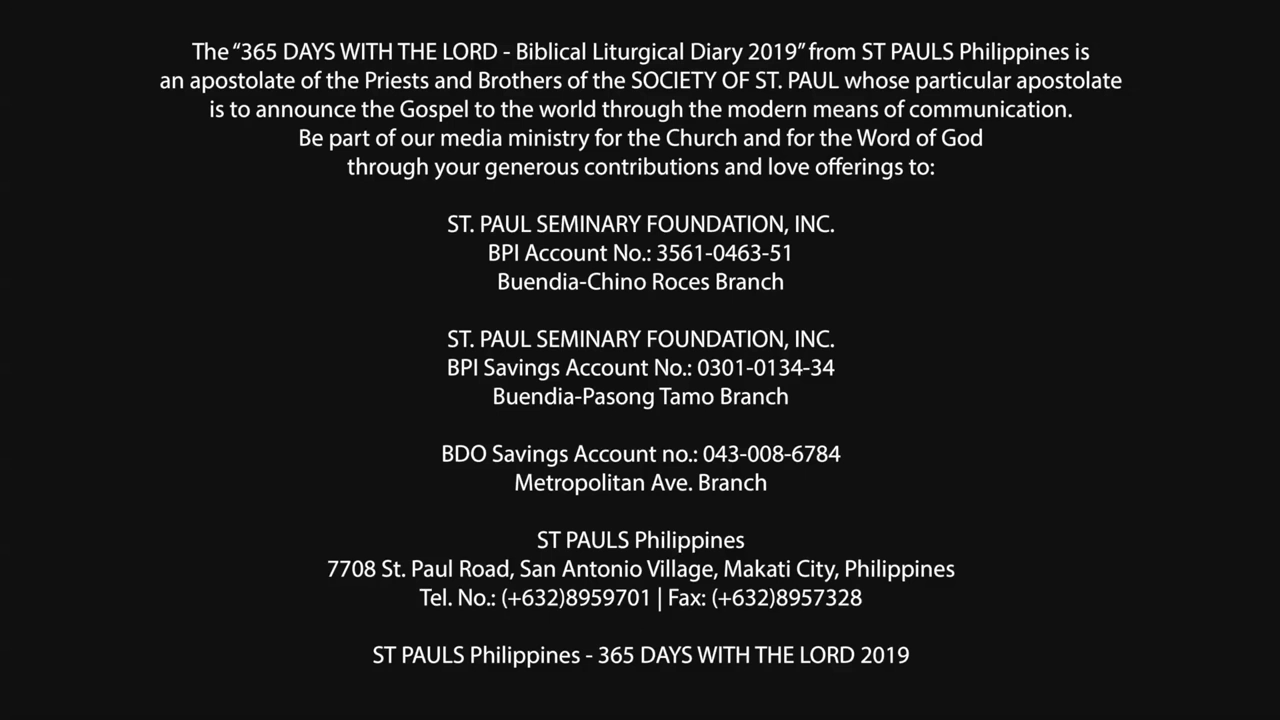 The “365 DAYS WITH THE LORD - Biblical Liturgical Diary 2019” from ST PAULS Philippines is
an apostolate of the Priests and Brothers of the SOCIETY OF ST. PAUL whose particular apostolate
is to announce the Gospel to the world through the modern means of communication.
Be part of our media ministry for the Church and for the Word of God
through your generous contributions and love offerings to:
ST. PAUL SEMINARY FOUNDATION, INC.
BPI Account No.: 3561-0463-51
Buendia-Chino Roces Branch
ST. PAUL SEMINARY FOUNDATION, INC.
BPI Savings Account No.: 0301-0134-34
Buendia-Pasong Tamo Branch
BDO Savings Account no.: 043-008-6784
Metropolitan Ave. Branch
ST PAULS Philippines
7708 St. Paul Road, San Antonio Village, Makati City, Philippines
Tel. No.: (+632)8959701 | Fax: (+632)8957328
ST PAULS Philippines - 365 DAYS WITH THE LORD 2019